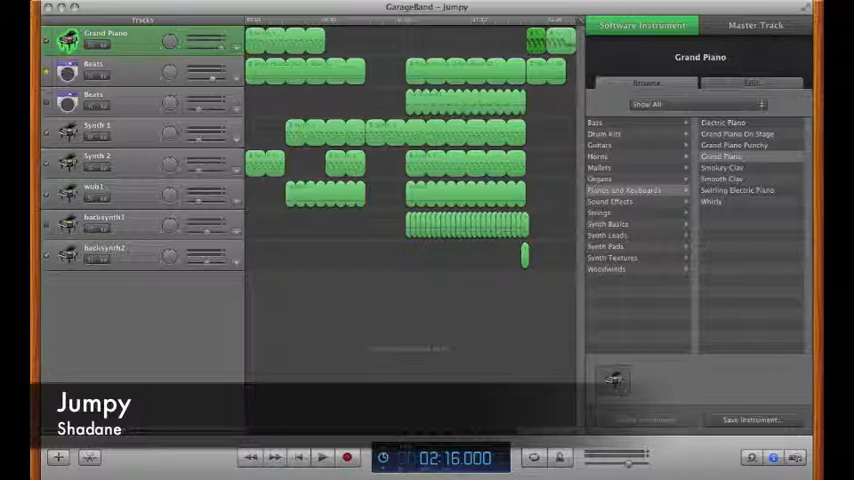 GarageBand – Jumpy
Tracks
Grand Piano
Beats
Beats
Synth 1
Synth 2
wub1
backsynth1
backsynth2
Software Instrument
Master Track
Grand Piano
Browse
Edit
Show All
Bass
Drum Kits
Guitars
Horns
Mallets
Organs
Pianos and Keyboards
Sound Effects
Strings
Synth Basics
Synth Leads
Synth Pads
Synth Textures
Woodwinds
Electric Piano
Grand Piano On Stage
Grand Piano Punchy
Grand Piano
Smokey Clav
Smooth Clav
Swirling Electric Piano
Whirly
Save Instrument...
Jumpy
Shadane
02:16.000